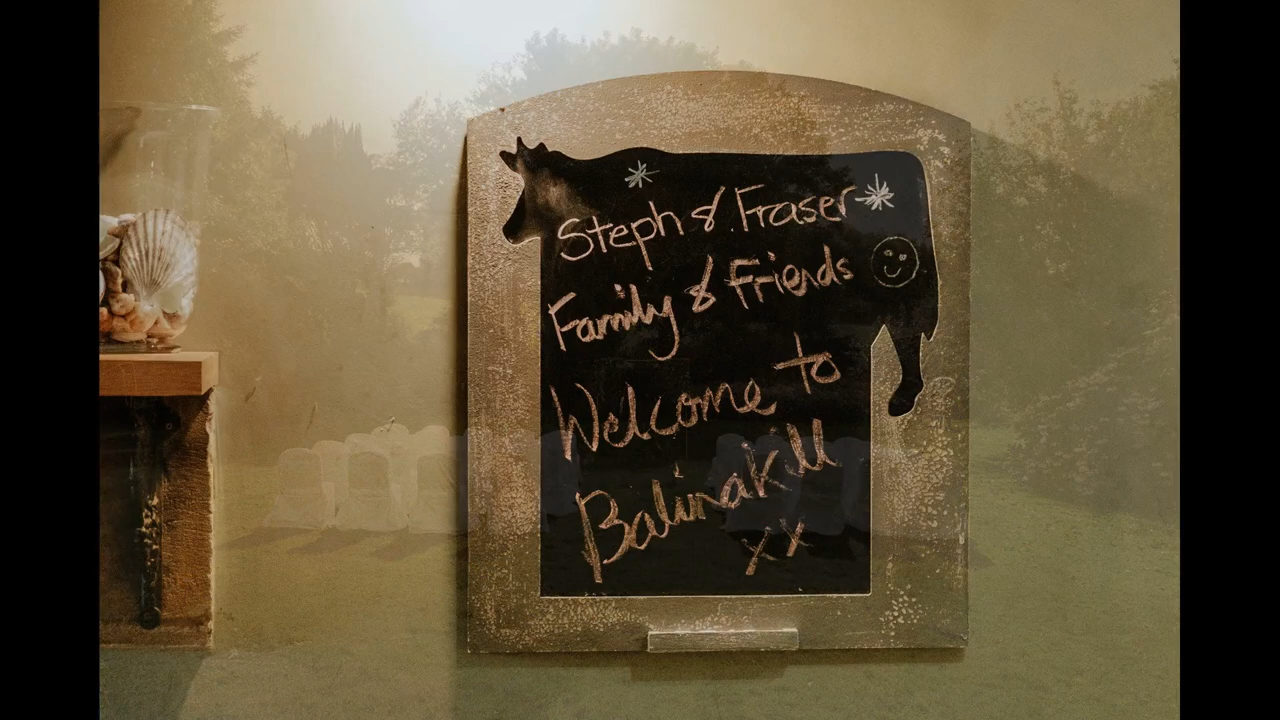 Steph & Fraser
Family & Friends
Welcome to
Balinakill
xx